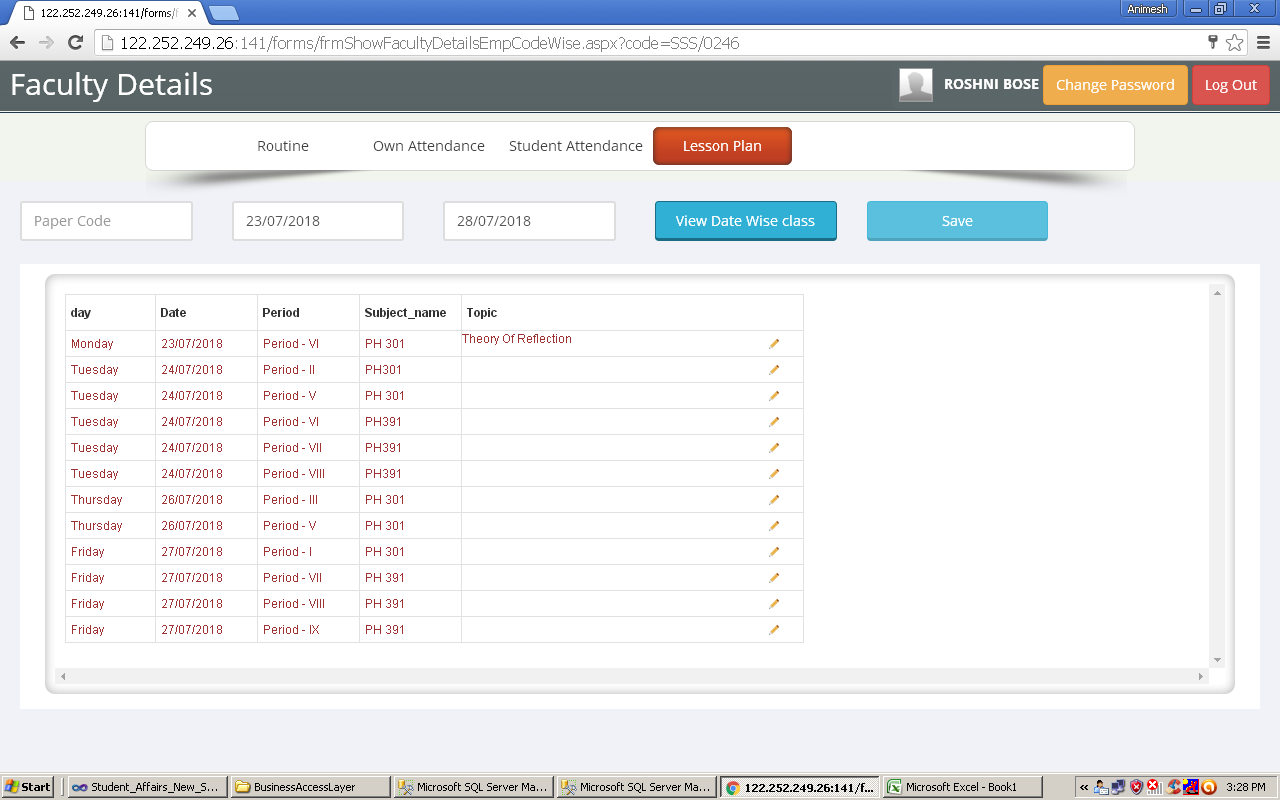 122.252.249.26:141/forms/f
Animesh
122.252.249.26:141/forms/frmShowFacultyDetailsEmpCodeWise.aspx?code=SSS/0246
Faculty Details
ROSHNI BOSE
Change Password
Log Out
Routine
Own Attendance
Student Attendance
Lesson Plan
Paper Code
23/07/2018
28/07/2018
View Date Wise class
Save
day Date Period Subject_name Topic
Monday 23/07/2018 Period - VI PH 301 Theory Of Reflection
Tuesday 24/07/2018 Period - II PH301
Tuesday 24/07/2018 Period - V PH 301
Tuesday 24/07/2018 Period - VI PH391
Tuesday 24/07/2018 Period - VII PH391
Tuesday 24/07/2018 Period - VIII PH391
Thursday 26/07/2018 Period - III PH 301
Thursday 26/07/2018 Period - V PH 301
Friday 27/07/2018 Period - I PH 301
Friday 27/07/2018 Period - VII PH 391
Friday 27/07/2018 Period - VIII PH 391
Friday 27/07/2018 Period - IX PH 391
Start
Student_Affairs_New_S...
BusinessAccessLayer
Microsoft SQL Server Ma...
Microsoft SQL Server Ma...
122.252.249.26:141/f...
Microsoft Excel - Book1
3:28 PM